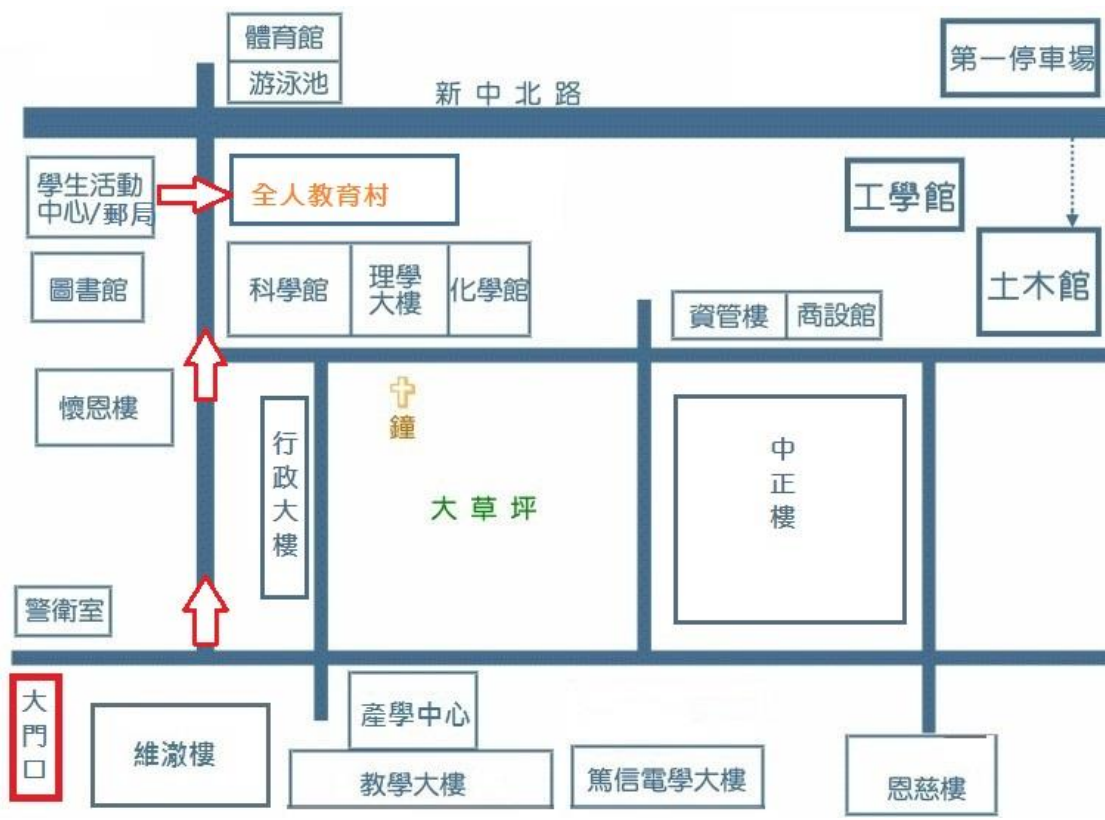 體育館
游泳池
新中北路
第一停車場
學生活動
中心/郵局
全人教育村
工學館
土木館
圖書館
科學館
理學
大樓
化學館
資管樓
商設館
懷恩樓
鐘
行政大樓
大草坪
中正樓
警衛室
大門口
維澈樓
產學中心
教學大樓
篤信電學大樓
恩慈樓